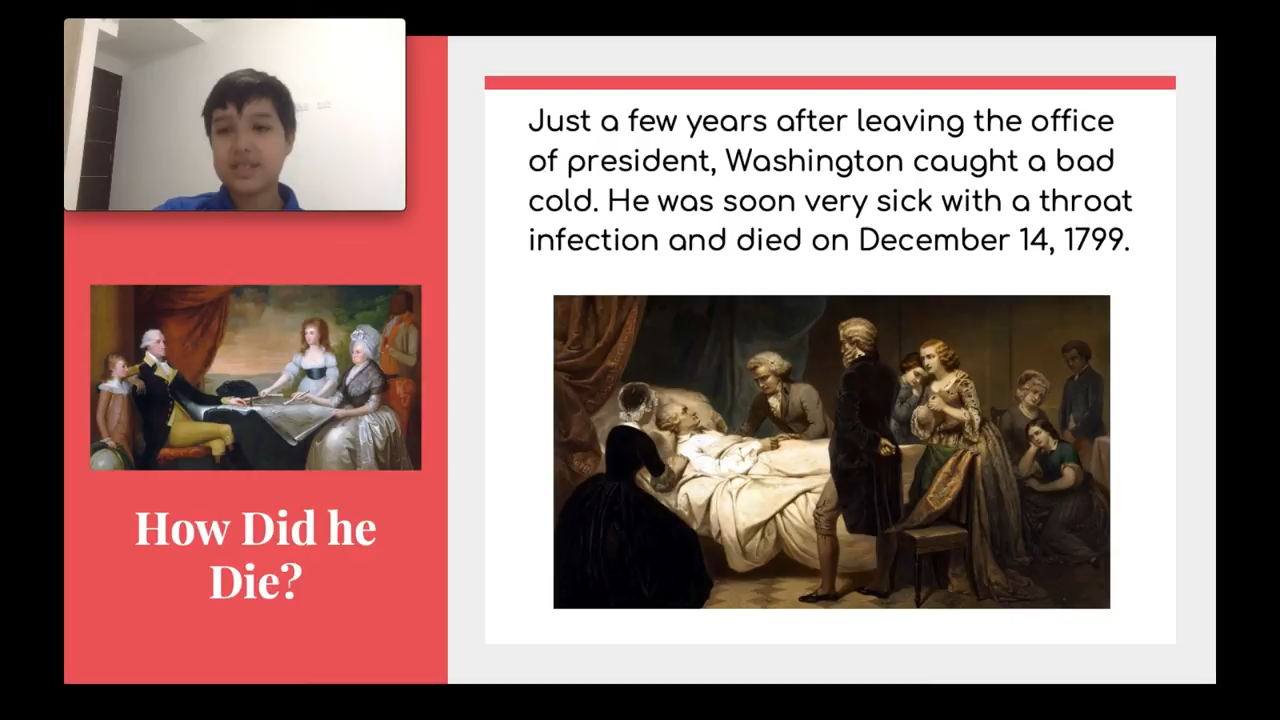 How Did he
Die?
Just a few years after leaving the office
of president, Washington caught a bad
cold. He was soon very sick with a throat
infection and died on December 14, 1799.